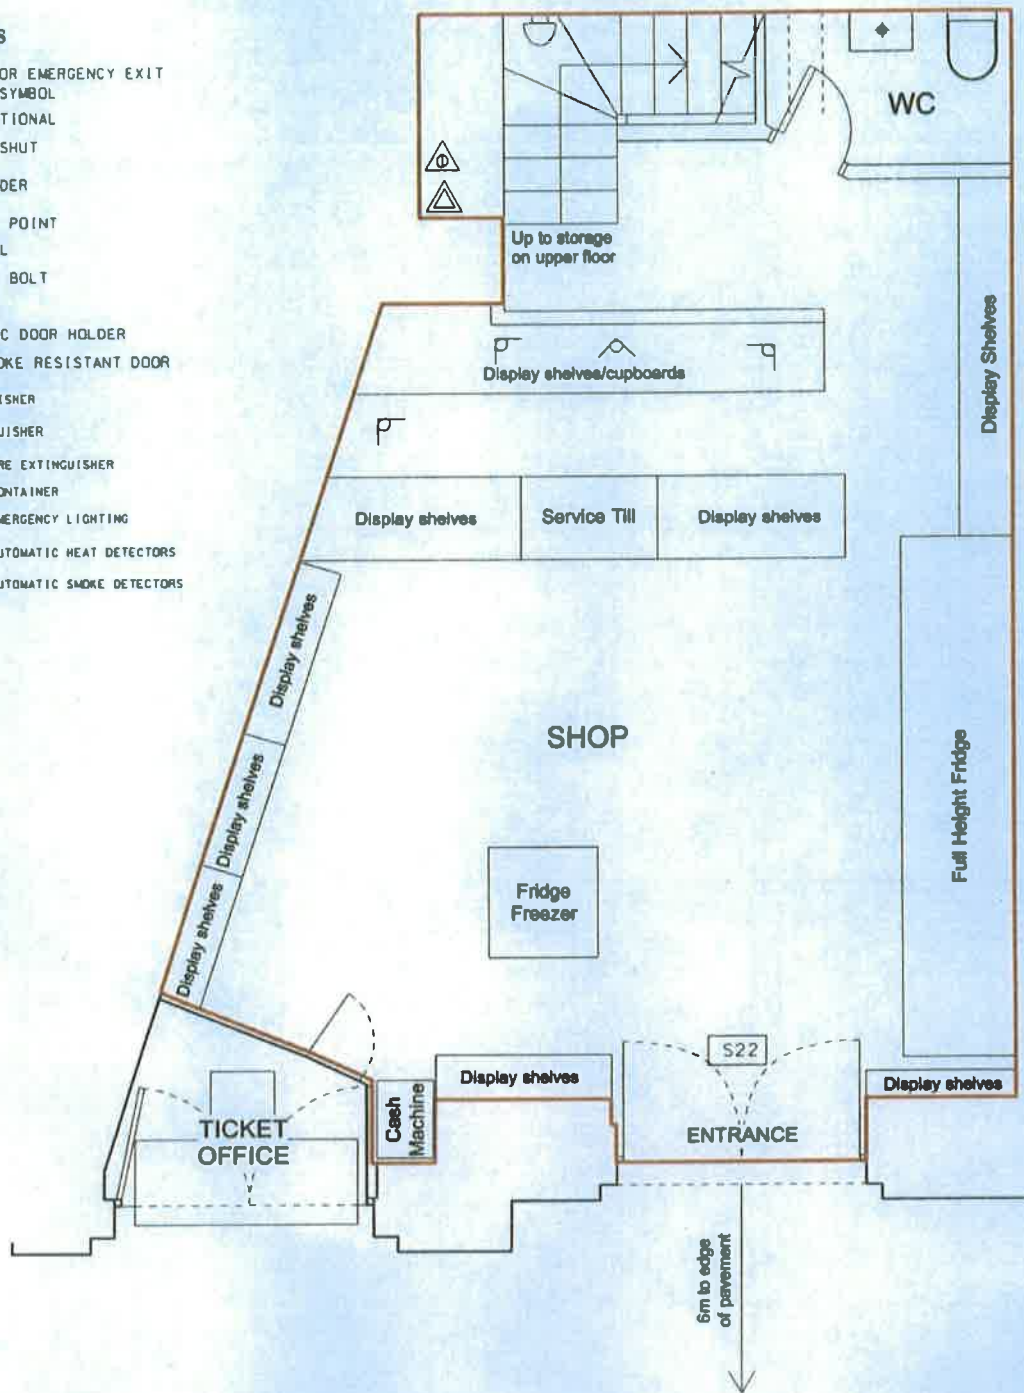 S
OR EMERGENCY EXIT
SYMBOL
TIONAL
SHUT
DER
POINT
L
BOLT
C DOOR HOLDER
OKE RESISTANT DOOR
ISHER
UISHER
RE EXTINGUISHER
ONTAINER
MERGENCY LIGHTING
UTOMATIC HEAT DETECTORS
UTOMATIC SMOKE DETECTORS
WC
Up to storage
on upper floor
Display shelves/cupboards
Display Shelves
Display shelves
Service Till
Display shelves
Display shelves
Display shelves
Display shelves
SHOP
Full Height Fridge
Fridge
Freezer
S22
Display shelves
Display shelves
Cash
Machine
TICKET
OFFICE
ENTRANCE
6m to edge
of pavement